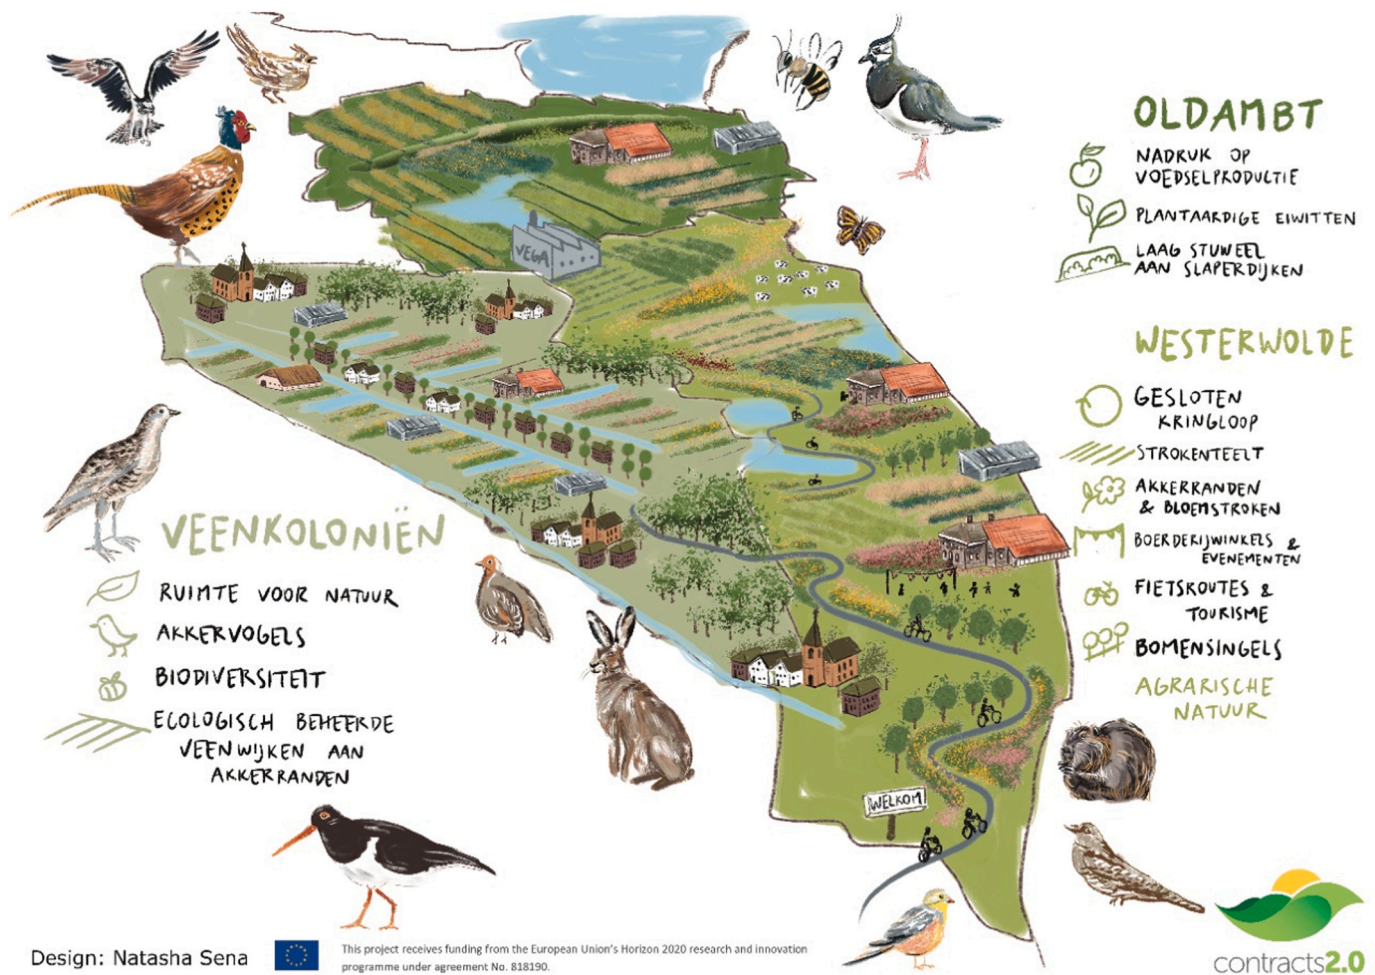 OLDAMBT
NADRUK OP
VOEDSELPRODUCTIE
PLANTAARDIGE EIWITTEN
LAAG STUWEEL
AAN SLAPERDIJKEN
VEGA
WESTERWOLDE
GESLOTEN
KRINGLOOP
STROKENTEELT
AKKERRANDEN
& BLOEMSTROKEN
BOERDERIJWINKELS &
EVENEMENTEN
FIETSROUTES &
TOURISME
BOMENSINGELS
AGRARISCHE
NATUUR
VEENKOLONIËN
RUIMTE VOOR NATUUR
AKKERVOGELS
BIODIVERSITEIT
ECOLOGISCH BEHEERDE
VEENWIJKEN AAN
AKKERRANDEN
WELKOM
Design: Natasha Sena
This project receives funding from the European Union's Horizon 2020 research and innovation
programme under agreement No. 818190.
contracts2.0